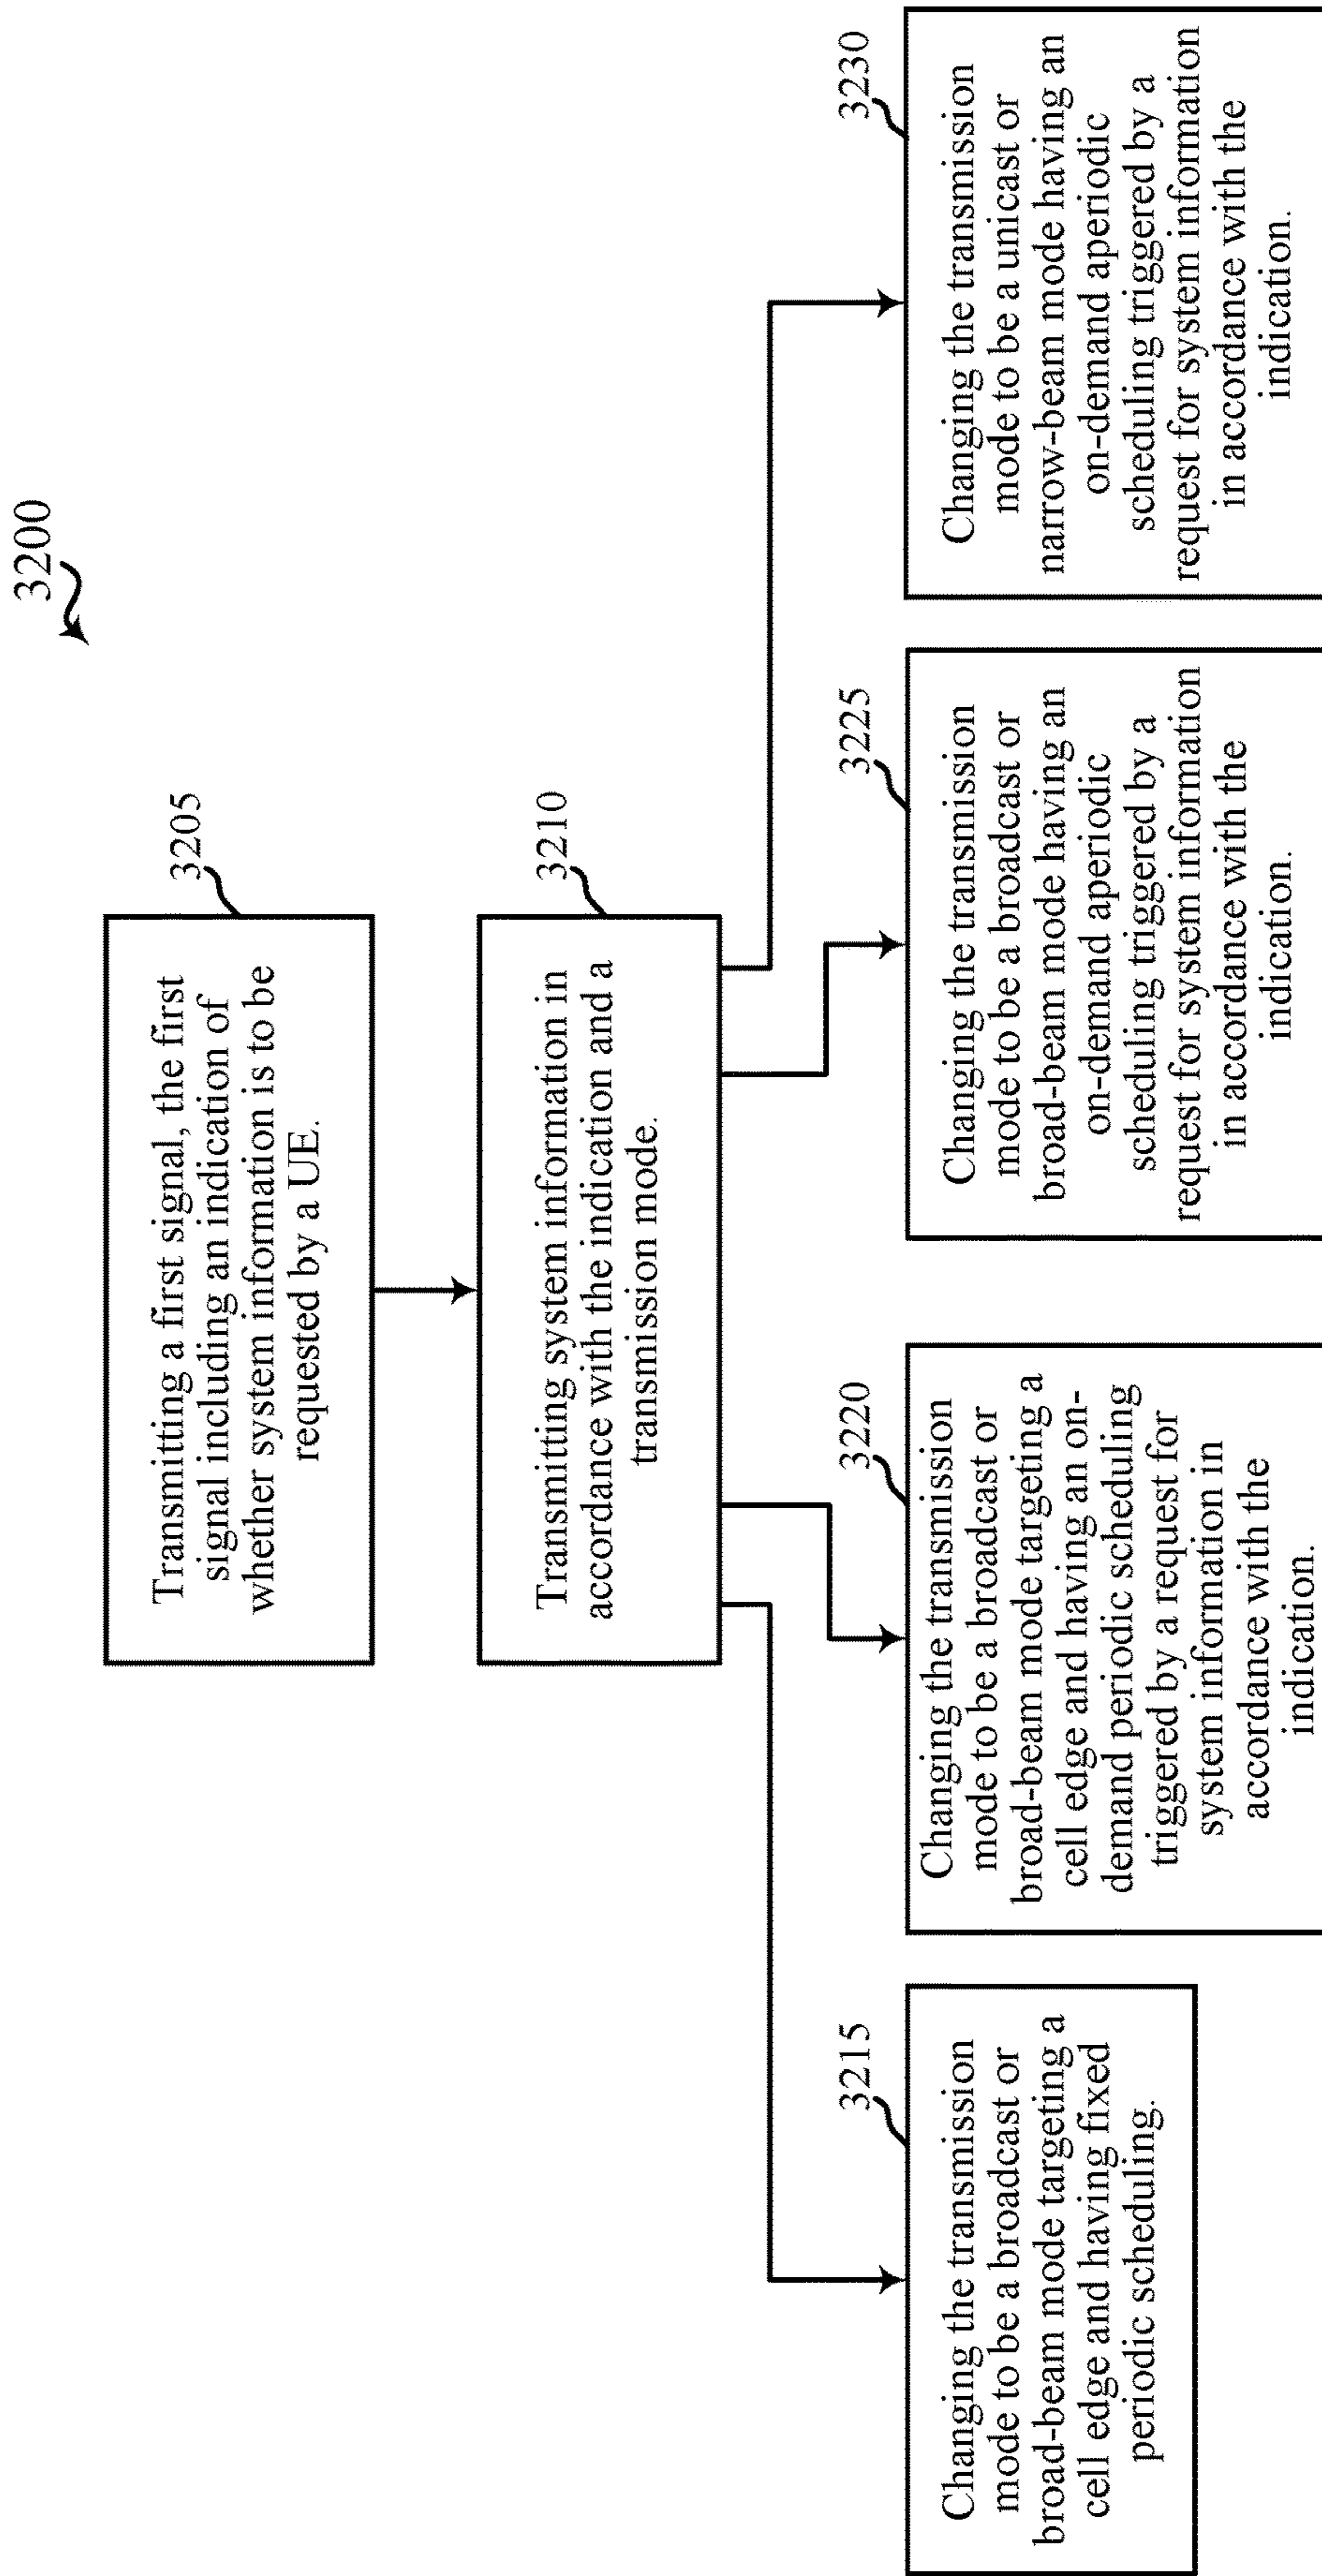 3200
3205
Transmitting a first signal, the first
signal including an indication of
whether system information is to be
requested by a UE.
3210
Transmitting system information in
accordance with the indication and a
transmission mode.
3215
Changing the transmission
mode to be a broadcast or
broad-beam mode targeting a
cell edge and having fixed
periodic scheduling.
3220
Changing the transmission
mode to be a broadcast or
broad-beam mode targeting a
cell edge and having an on-
demand periodic scheduling
triggered by a request for
system information in
accordance with the
indication.
3225
Changing the transmission
mode to be a broadcast or
broad-beam mode having an
on-demand aperiodic
scheduling triggered by a
request for system information
in accordance with the
indication.
3230
Changing the transmission
mode to be a unicast or
narrow-beam mode having an
on-demand aperiodic
scheduling triggered by a
request for system information
in accordance with the
indication.